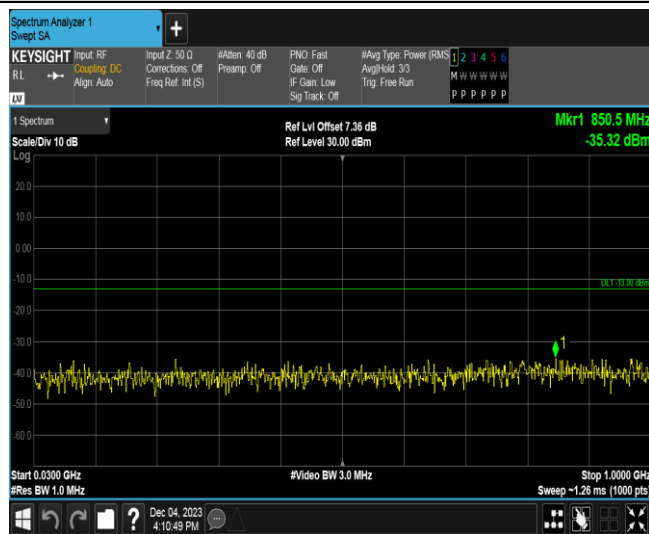 Spectrum Analyzer 1
Swept SA
KEYSIGHT
RL
LXI
Input: RF
Coupling: DC
Align: Auto
Input Z: 50 Ω
Corrections: Off
Freq Ref: Int (S)
#Atten: 40 dB
Preamp: Off
PNO: Fast
Gate: Off
IF Gain: Low
Sig Track: Off
#Avg Type: Power (RMS
Avg|Hold: 3/3
Trig: Free Run
1 2 3 4 5 6
M W W W W W
P P P P P P
1 Spectrum
Scale/Div 10 dB
Ref Lvl Offset 7.36 dB
Ref Level 30.00 dBm
Mkr1 850.5 MHz
-35.32 dBm
Log
20.0
10.0
0.00
-10.0
DL1 -13.00 dBm
-20.0
-30.0
1
-40.0
-50.0
-60.0
Start 0.0300 GHz
#Video BW 3.0 MHz
Stop 1.0000 GHz
#Res BW 1.0 MHz
Sweep ~1.26 ms (1000 pts)
?
Dec 04, 2023
4:10:49 PM